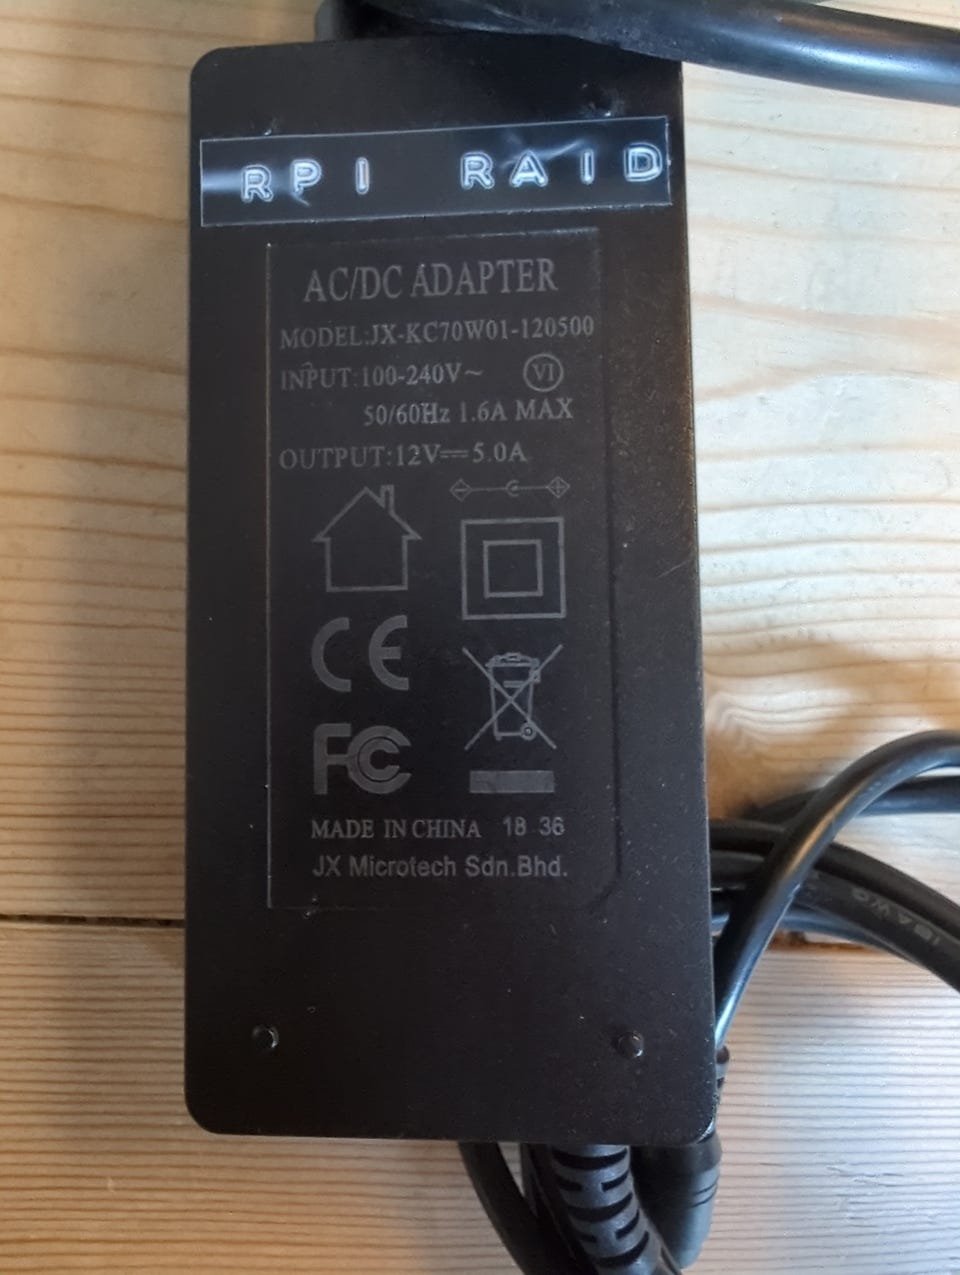 RPI RAID
AC/DC ADAPTER
MODEL:JX-KC70W01-120500
INPUT:100-240V~ VI
50/60Hz 1.6A MAX
OUTPUT:12V⎓5.0A
CE
FC
MADE IN CHINA 18 36
JX Microtech Sdn.Bhd.
18AWG